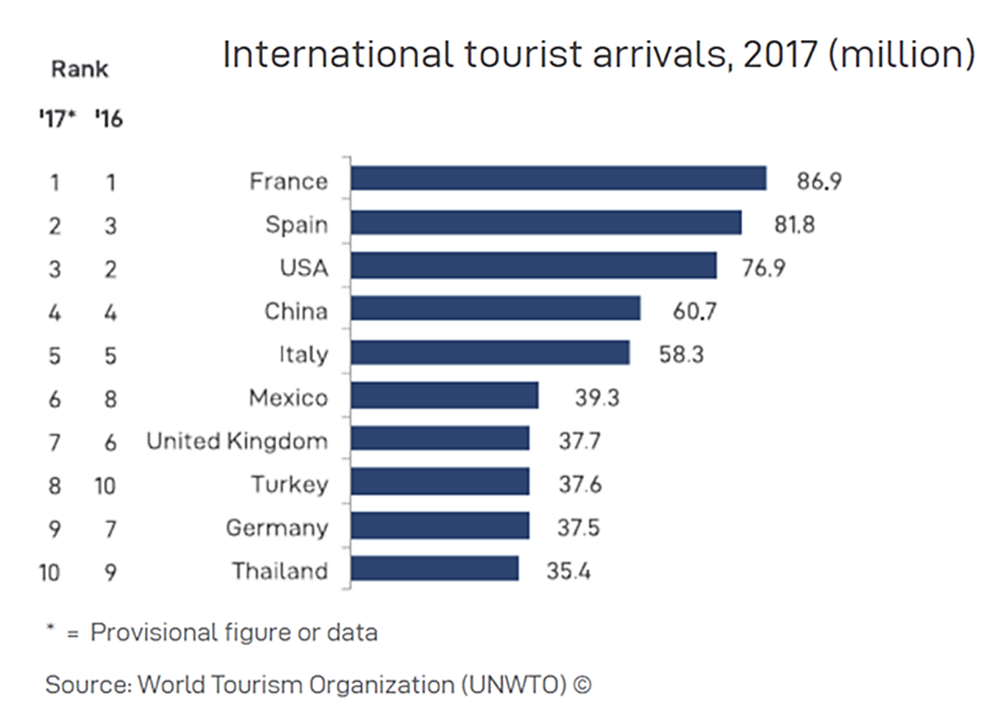 International tourist arrivals, 2017 (million)
Rank
'17* '16
1 1 France 86.9
2 3 Spain 81.8
3 2 USA 76.9
4 4 China 60.7
5 5 Italy 58.3
6 8 Mexico 39.3
7 6 United Kingdom 37.7
8 10 Turkey 37.6
9 7 Germany 37.5
10 9 Thailand 35.4
* = Provisional figure or data
Source: World Tourism Organization (UNWTO) ©